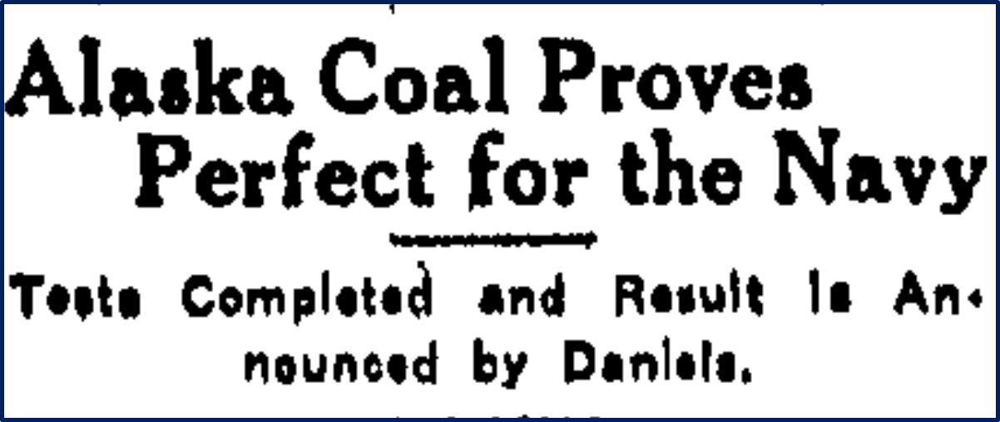 Alaska Coal Proves
Perfect for the Navy
Tests Completed and Result Is An-
nounced by Daniels.